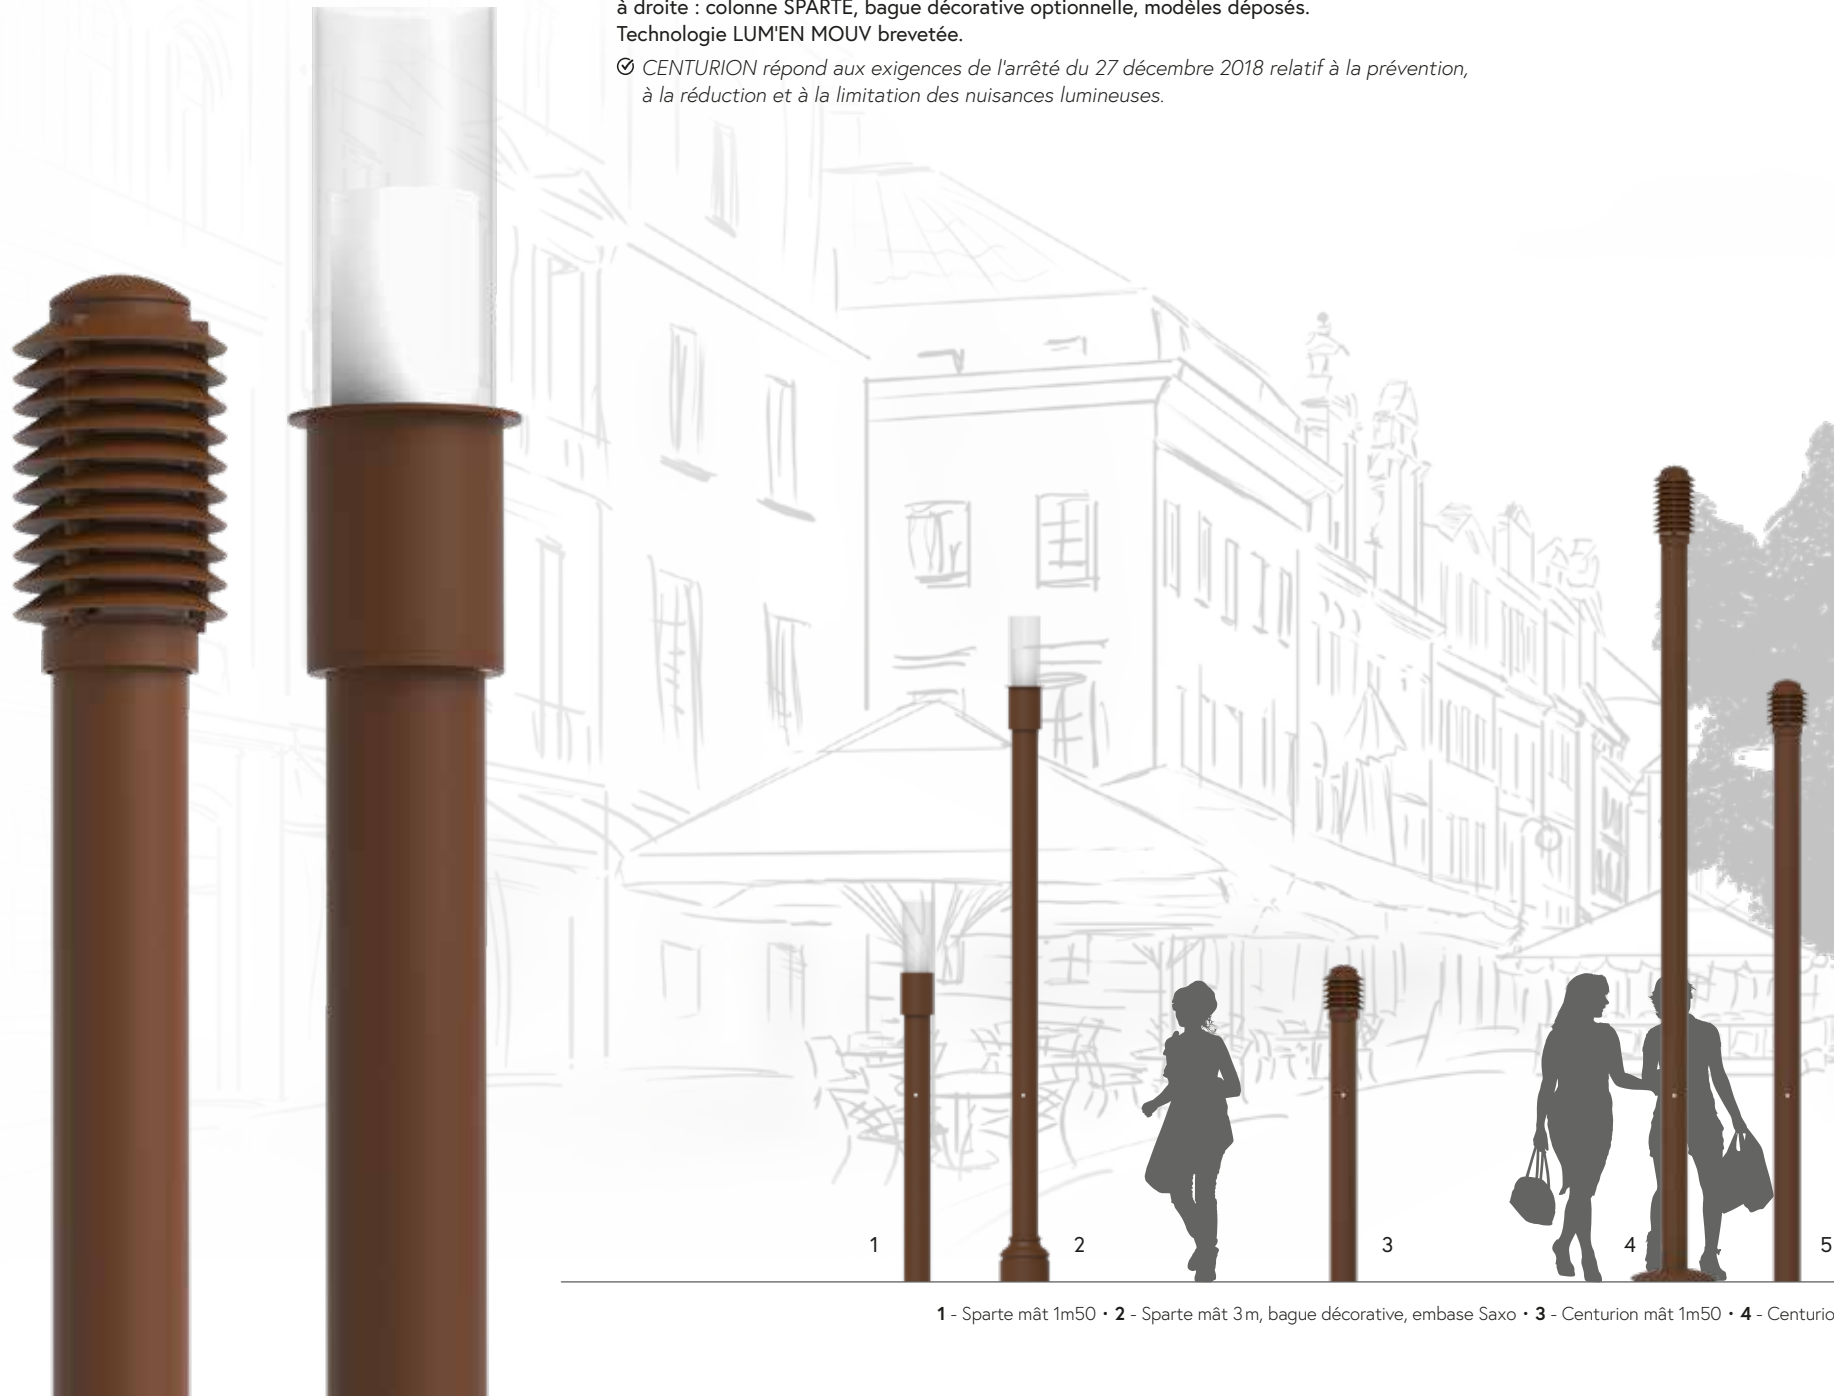 à droite : colonne SPARTE, bague décorative optionnelle, modèles déposés.
Technologie LUM'EN MOUV brevetée.
CENTURION répond aux exigences de l'arrêté du 27 décembre 2018 relatif à la prévention,
à la réduction et à la limitation des nuisances lumineuses.
1 2 3 4 5
1 - Sparte mât 1m50 • 2 - Sparte mât 3 m, bague décorative, embase Saxo • 3 - Centurion mât 1m50 • 4 - Centurio